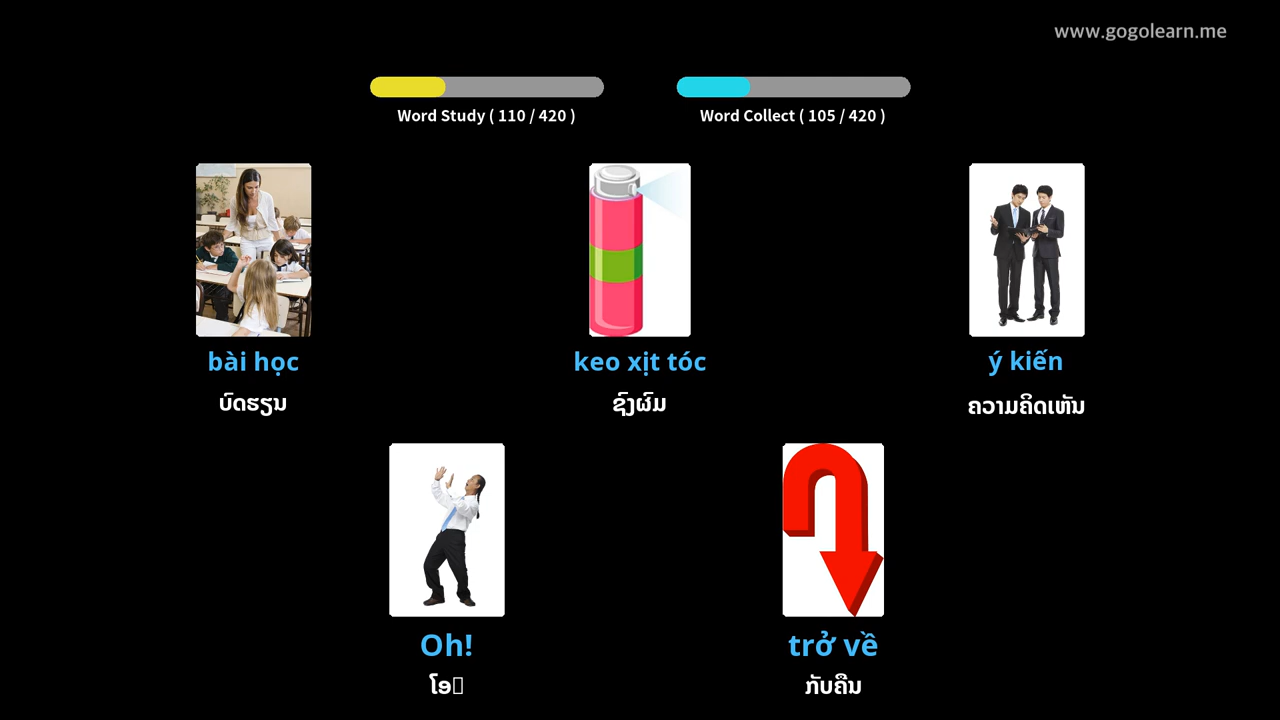 www.gogolearn.me
Word Study ( 110 / 420 )
Word Collect ( 105 / 420 )
bài học
keo xịt tóc
ý kiến
ບົດຮຽນ
ຊົງຜົມ
ຄວາມຄິດເຫັນ
Oh!
trở về
ໂອ
ກັບຄືນ